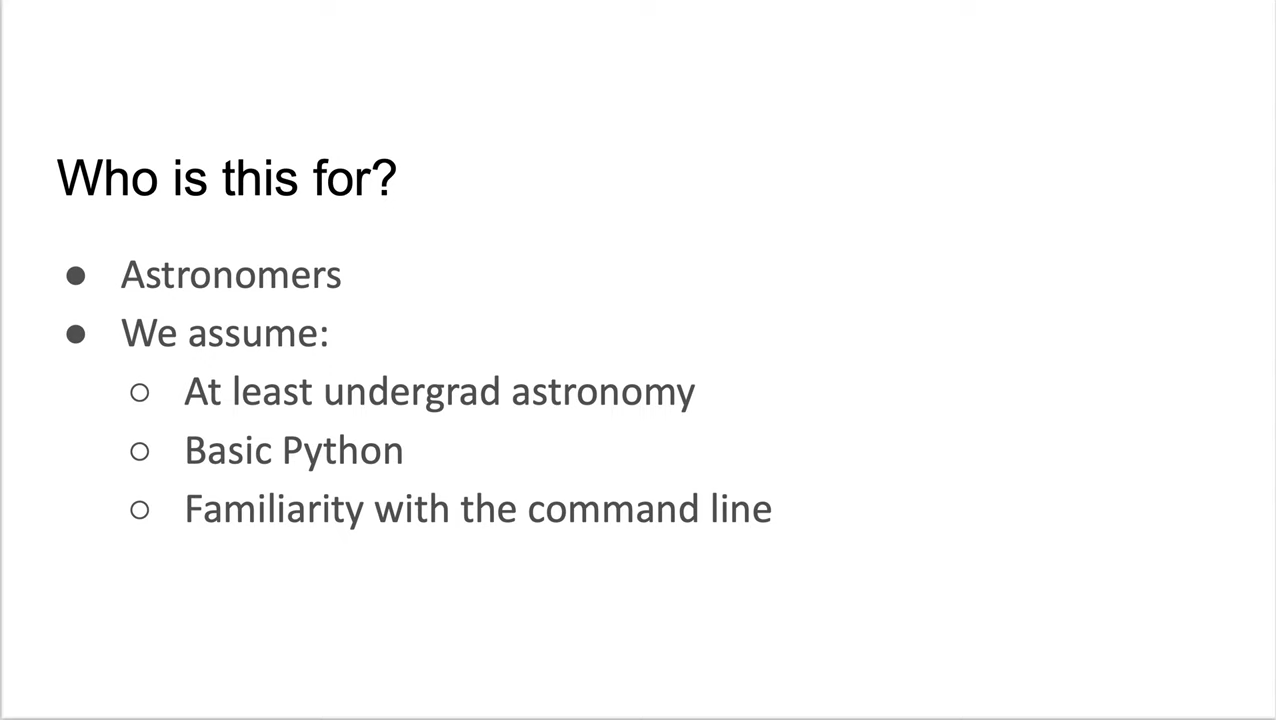 Who is this for?
● Astronomers
● We assume:
○ At least undergrad astronomy
○ Basic Python
○ Familiarity with the command line